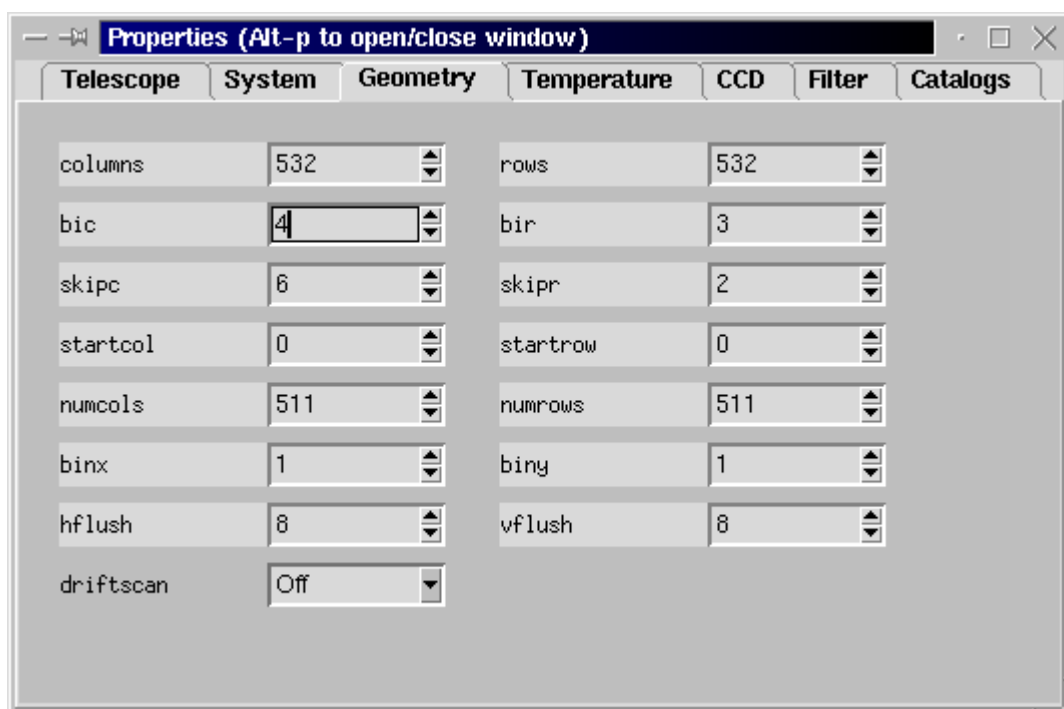 Properties (Alt-p to open/close window)
Telescope System Geometry Temperature CCD Filter Catalogs
columns 532 rows 532
bic 4 bir 3
skipc 6 skipr 2
startcol 0 startrow 0
numcols 511 numrows 511
binx 1 biny 1
hflush 8 vflush 8
driftscan Off